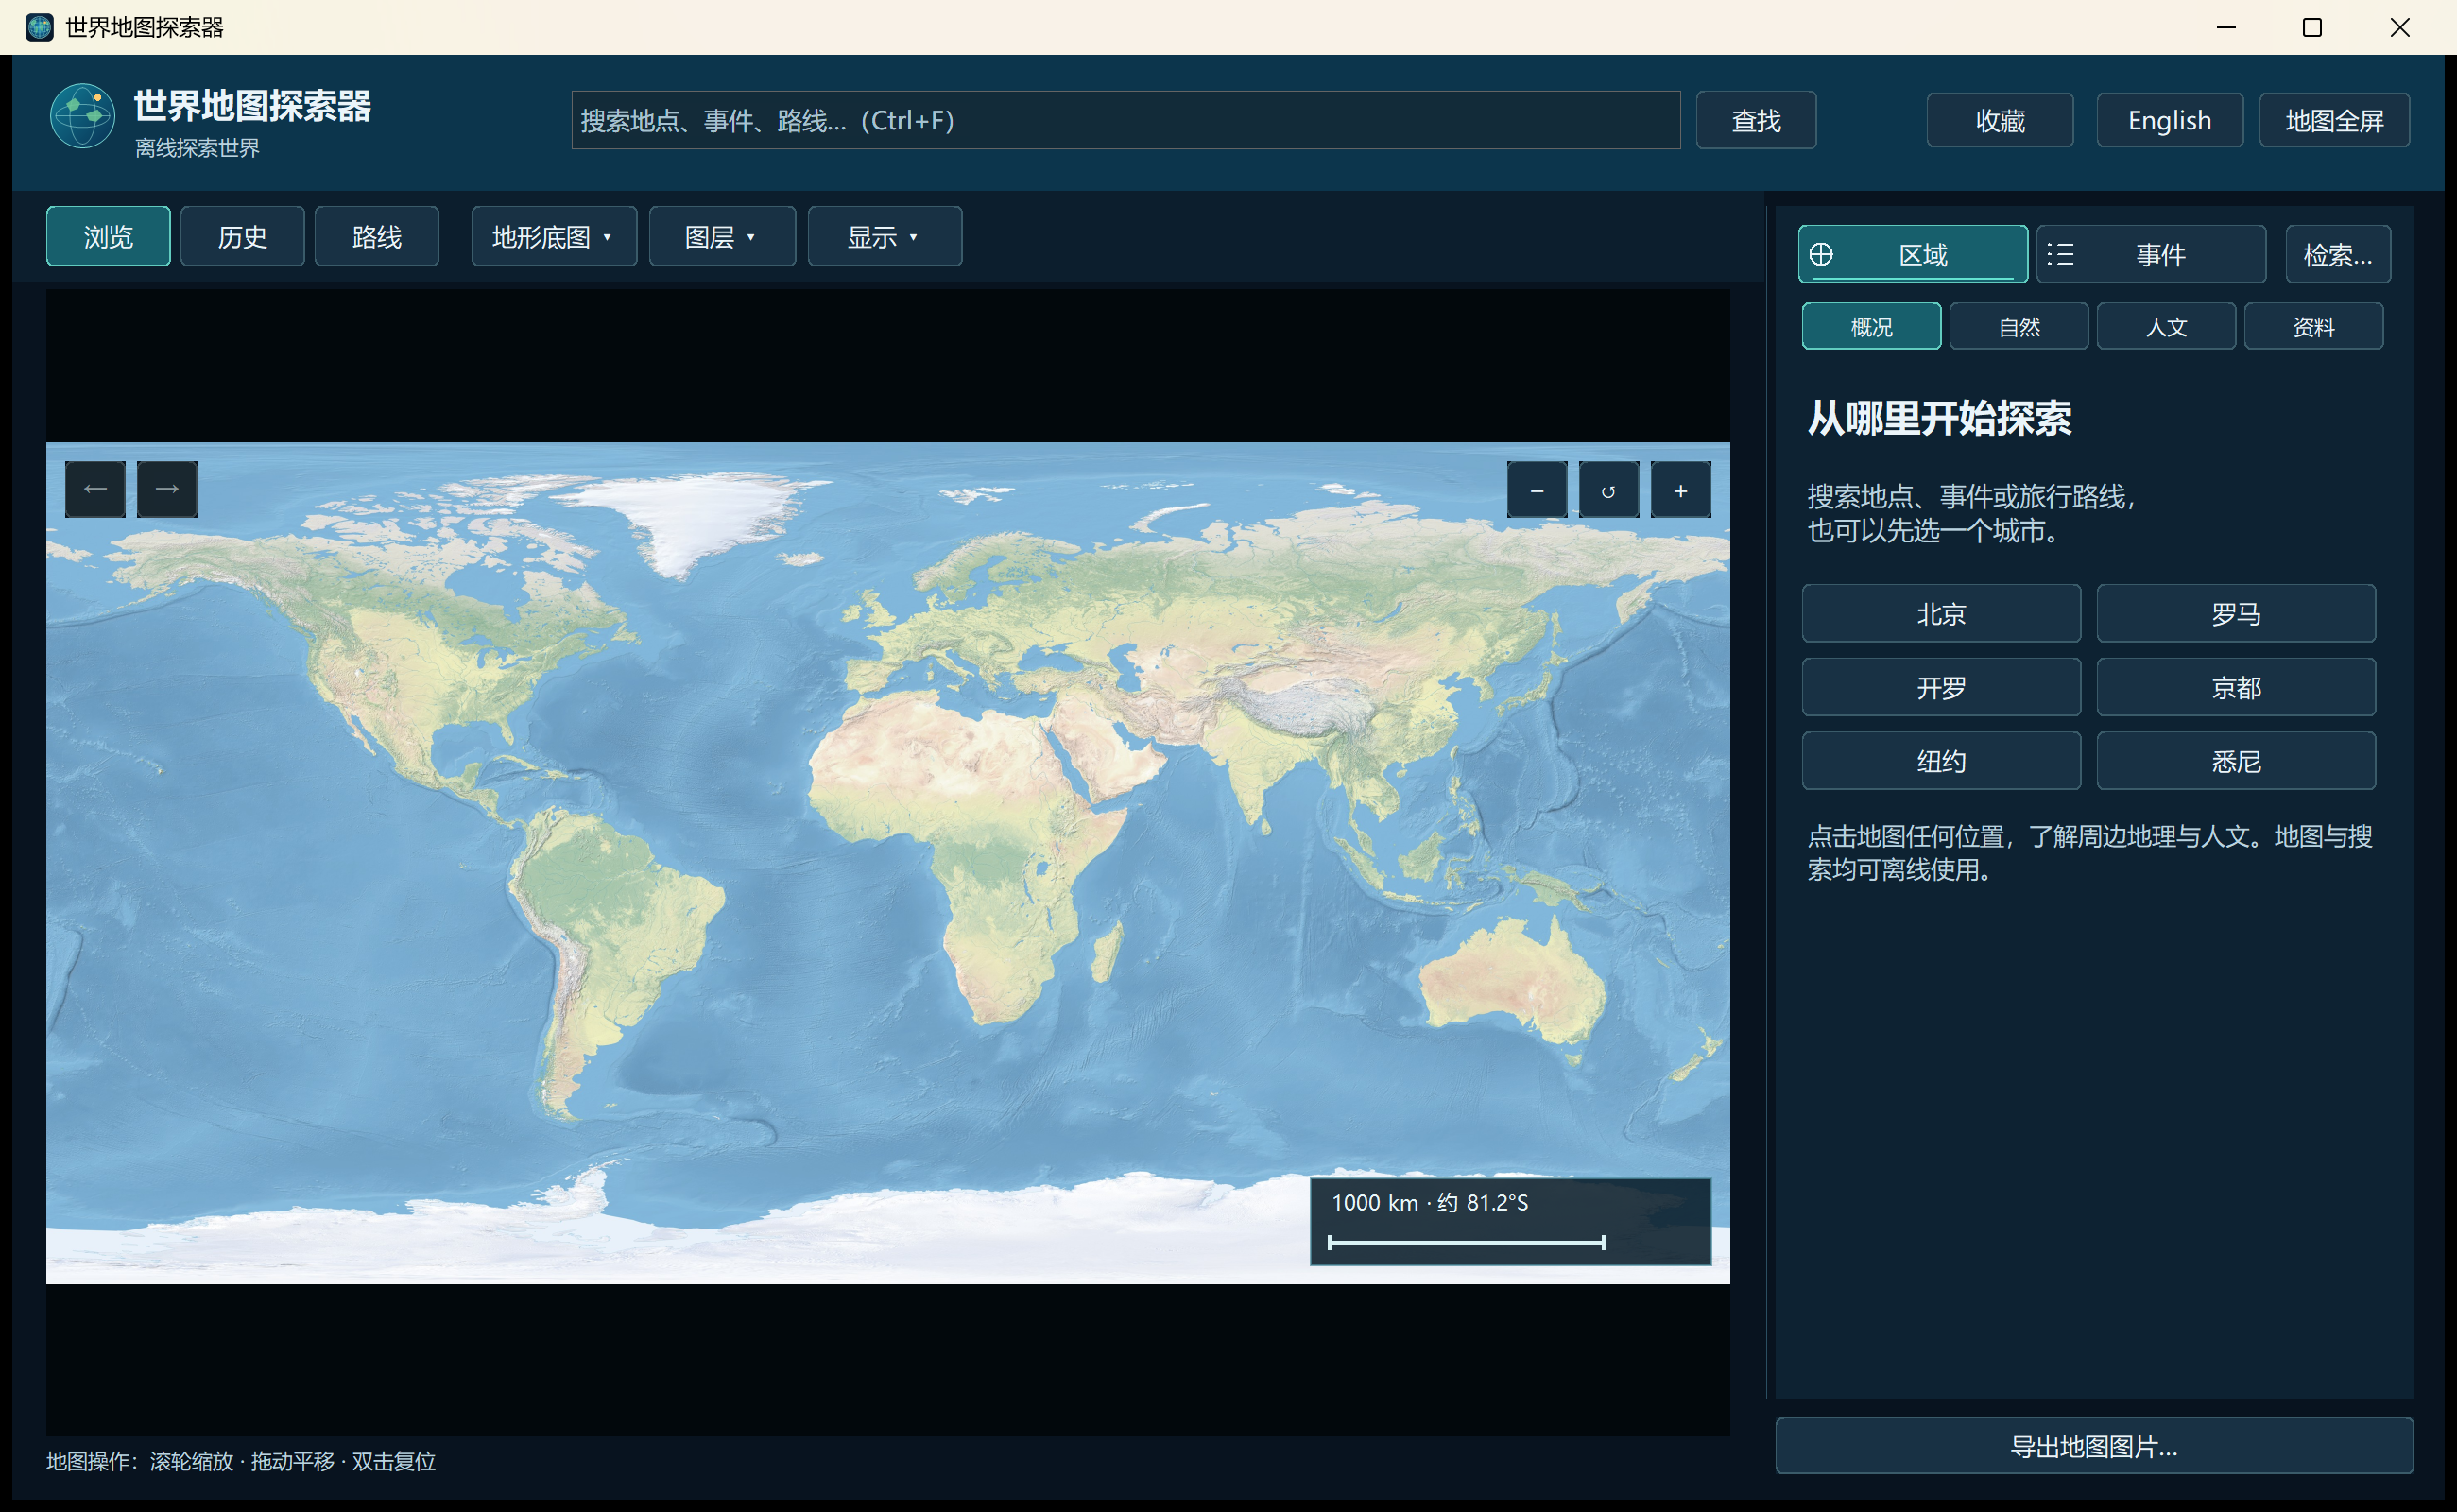 世界地图探索器
世界地图探索器
离线探索世界
搜索地点、事件、路线... (Ctrl+F)
查找
收藏
English
地图全屏
浏览
历史
路线
地形底图 ▾
图层 ▾
显示 ▾
区域
事件
检索...
概况
自然
人文
资料
从哪里开始探索
搜索地点、事件或旅行路线，
也可以先选一个城市。
北京
罗马
开罗
京都
纽约
悉尼
点击地图任何位置，了解周边地理与人文。地图与搜
索均可离线使用。
← →
− ↺ +
1000 km · 约 81.2°S
地图操作：滚轮缩放 · 拖动平移 · 双击复位
导出地图图片...